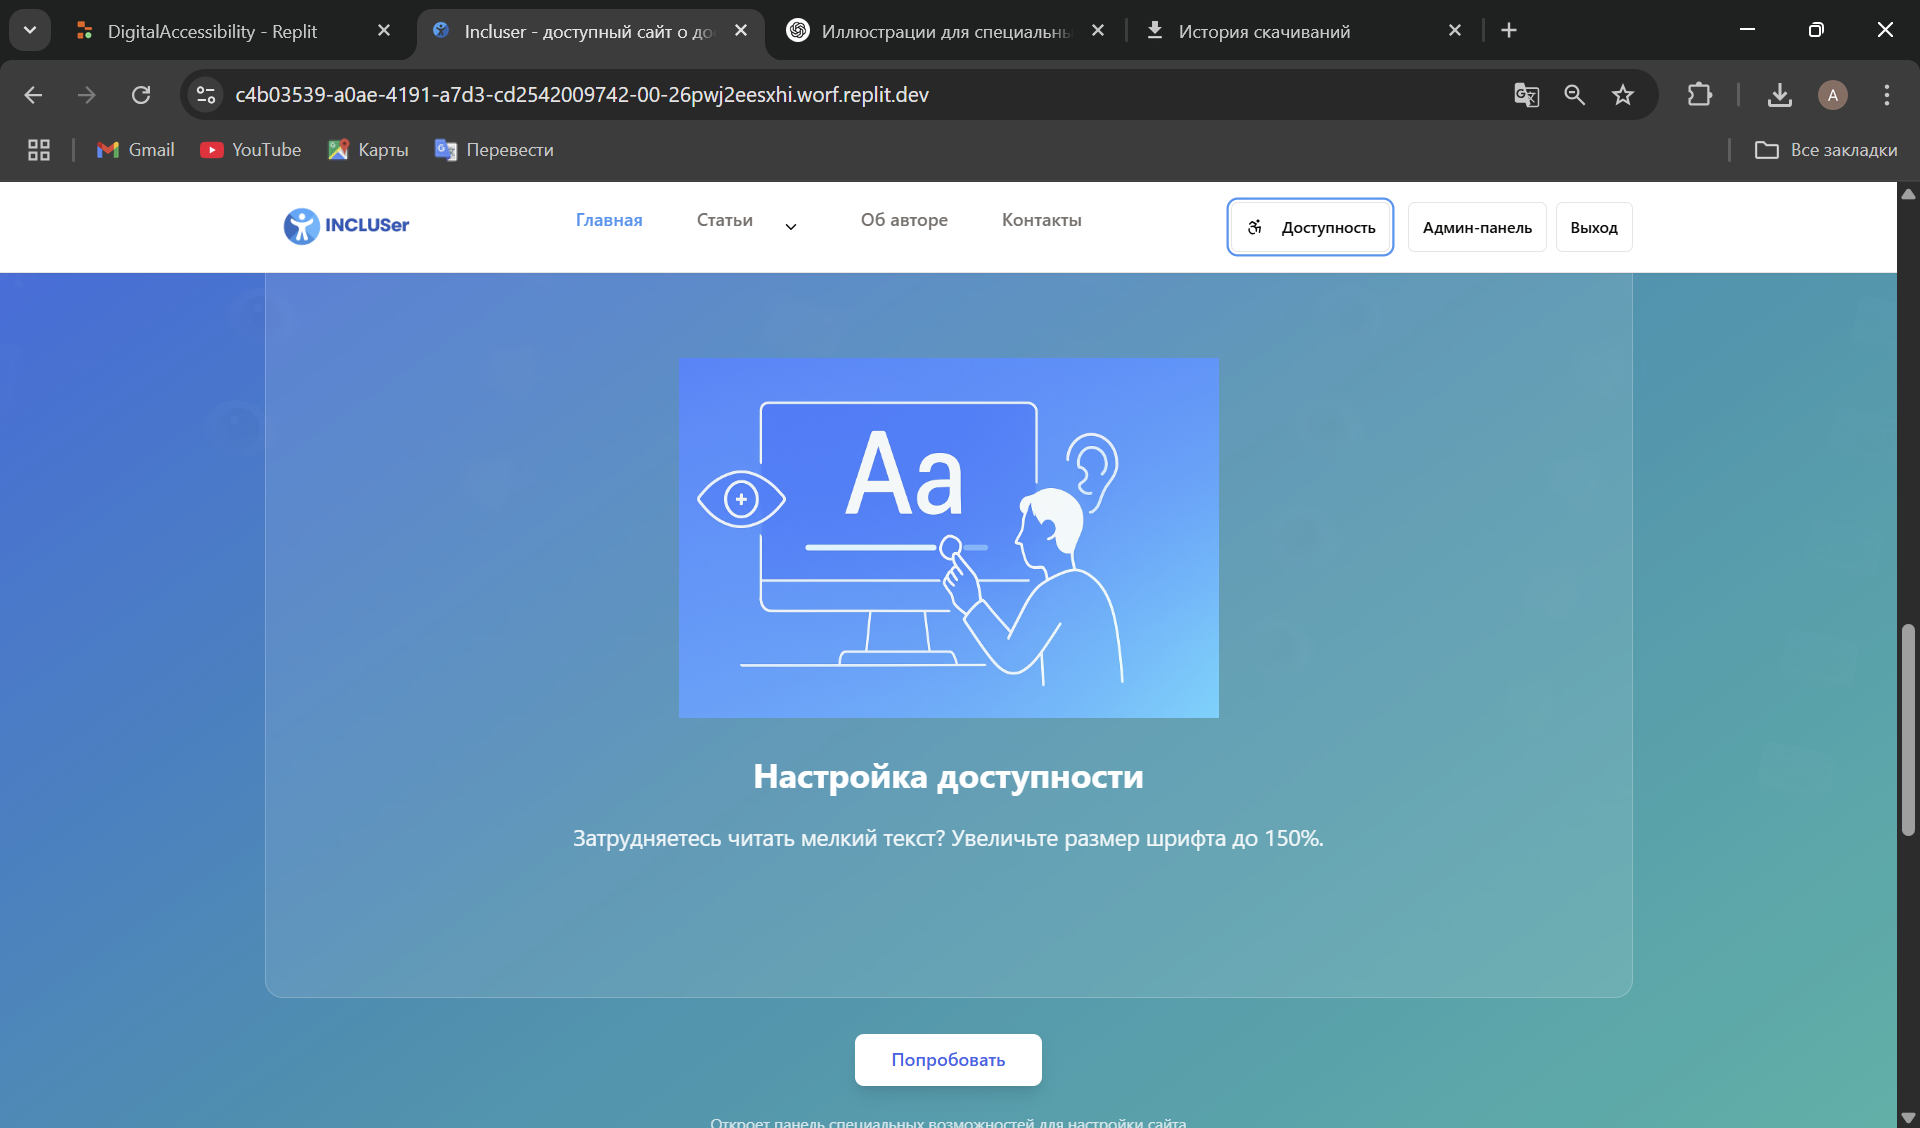 DigitalAccessibility - Replit
Incluser - доступный сайт о до
Иллюстрации для специальны
История скачиваний
c4b03539-a0ae-4191-a7d3-cd2542009742-00-26pwj2eesxhi.worf.replit.dev
A
Gmail
YouTube
Карты
Перевести
Все закладки
INCLUSer
Главная
Статьи
Об авторе
Контакты
Доступность
Админ-панель
Выход
Aa
Настройка доступности
Затрудняетесь читать мелкий текст? Увеличьте размер шрифта до 150%.
Попробовать
Откроет панель специальных возможностей для настройки сайта